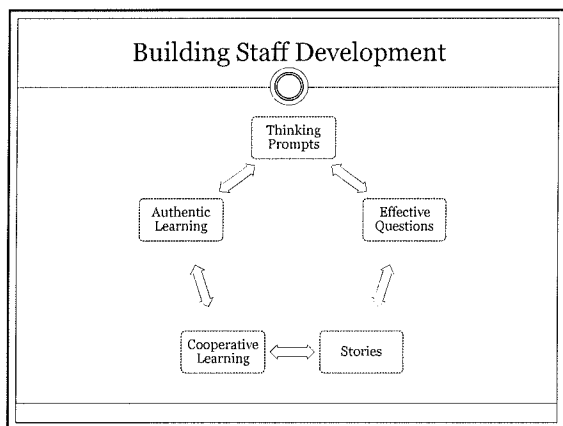 Building Staff Development
Thinking
Prompts
Authentic
Learning
Effective
Questions
Cooperative
Learning
Stories